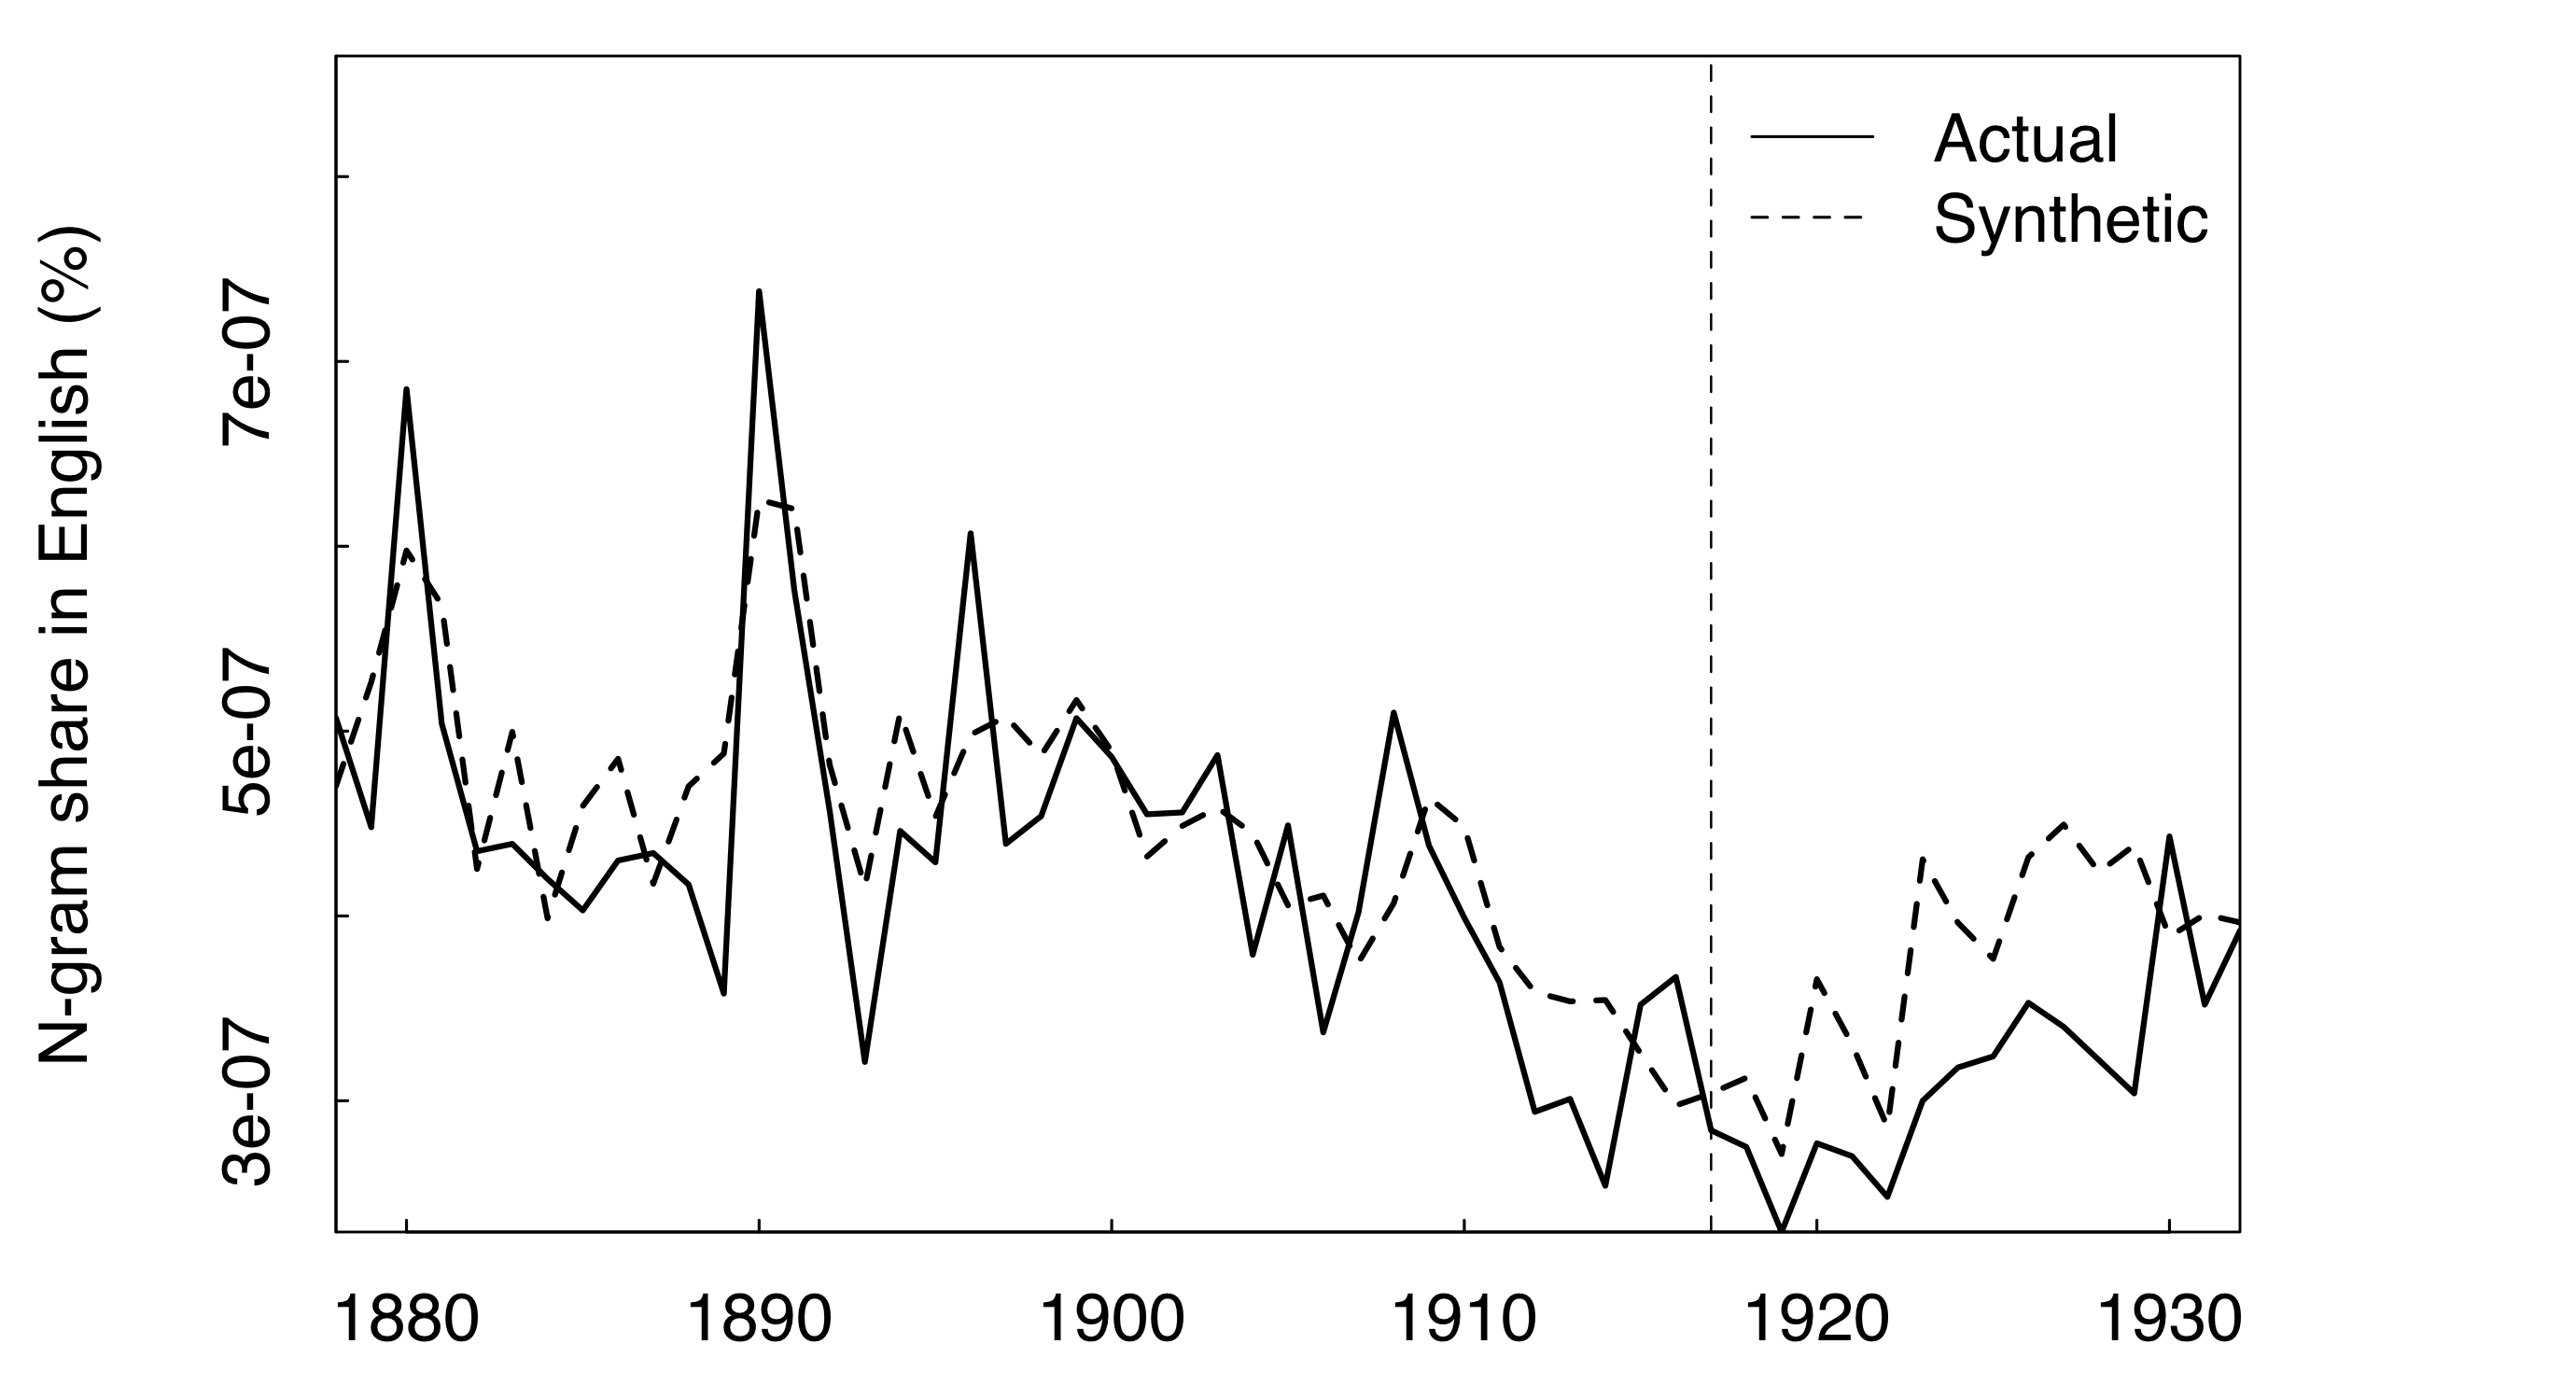 Actual
Synthetic
N-gram share in English (%)
7e-07
5e-07
3e-07
1880 1890 1900 1910 1920 1930